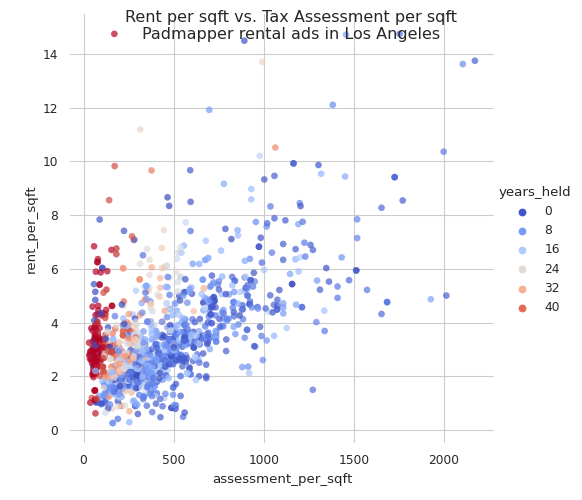 Rent per sqft vs. Tax Assessment per sqft
Padmapper rental ads in Los Angeles
14
12
10
8
6
4
2
0
rent_per_sqft
0 500 1000 1500 2000
assessment_per_sqft
years_held
0
8
16
24
32
40